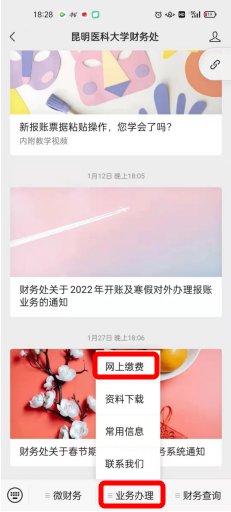 18:28
昆明医科大学财务处
新报账票据粘贴操作，您学会了吗？
内附教学视频
1月12日 晚上18:05
财务处关于2022年开账及寒假对外办理报账
业务的通知
1月27日 晚上18:06
网上缴费
资料下载
常用信息
联系我们
财务处关于春节期
务系统通知
微财务
业务办理
财务查询